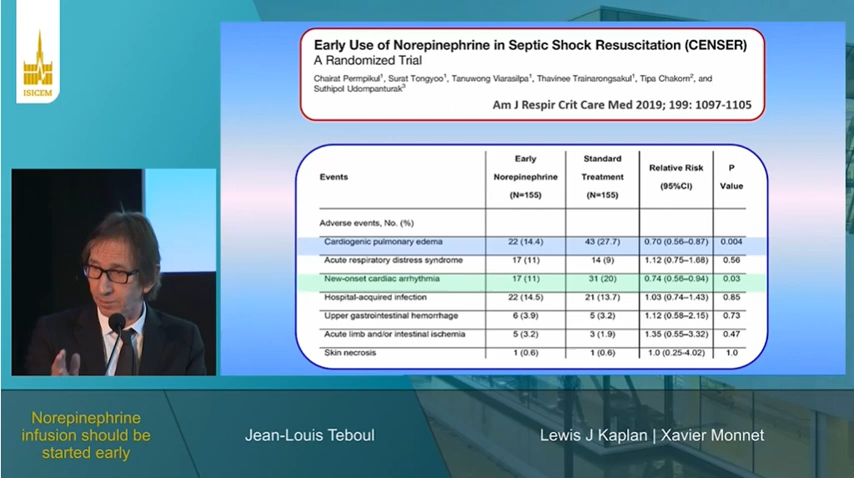 ISICEM
Early Use of Norepinephrine in Septic Shock Resuscitation (CENSER)
A Randomized Trial
Chairat Permpikul1, Surat Tongyoo1, Tanuwong Viarasilpa1, Thavinee Trainarongsakul1, Tipa Chakorn2, and
Suthipol Udompanturak3
Am J Respir Crit Care Med 2019; 199: 1097-1105
Events Early Norepinephrine (N=155) Standard Treatment (N=155) Relative Risk (95%CI) P Value
Adverse events, No. (%)
Cardiogenic pulmonary edema 22 (14.4) 43 (27.7) 0.70 (0.56–0.87) 0.004
Acute respiratory distress syndrome 17 (11) 14 (9) 1.12 (0.75–1.68) 0.56
New-onset cardiac arrhythmia 17 (11) 31 (20) 0.74 (0.56–0.94) 0.03
Hospital-acquired infection 22 (14.5) 21 (13.7) 1.03 (0.74–1.43) 0.85
Upper gastrointestinal hemorrhage 6 (3.9) 5 (3.2) 1.12 (0.58–2.15) 0.73
Acute limb and/or intestinal ischemia 5 (3.2) 3 (1.9) 1.35 (0.55–3.32) 0.47
Skin necrosis 1 (0.6) 1 (0.6) 1.0 (0.25-4.02) 1.0
Norepinephrine
infusion should be
started early
Jean-Louis Teboul
Lewis J Kaplan | Xavier Monnet